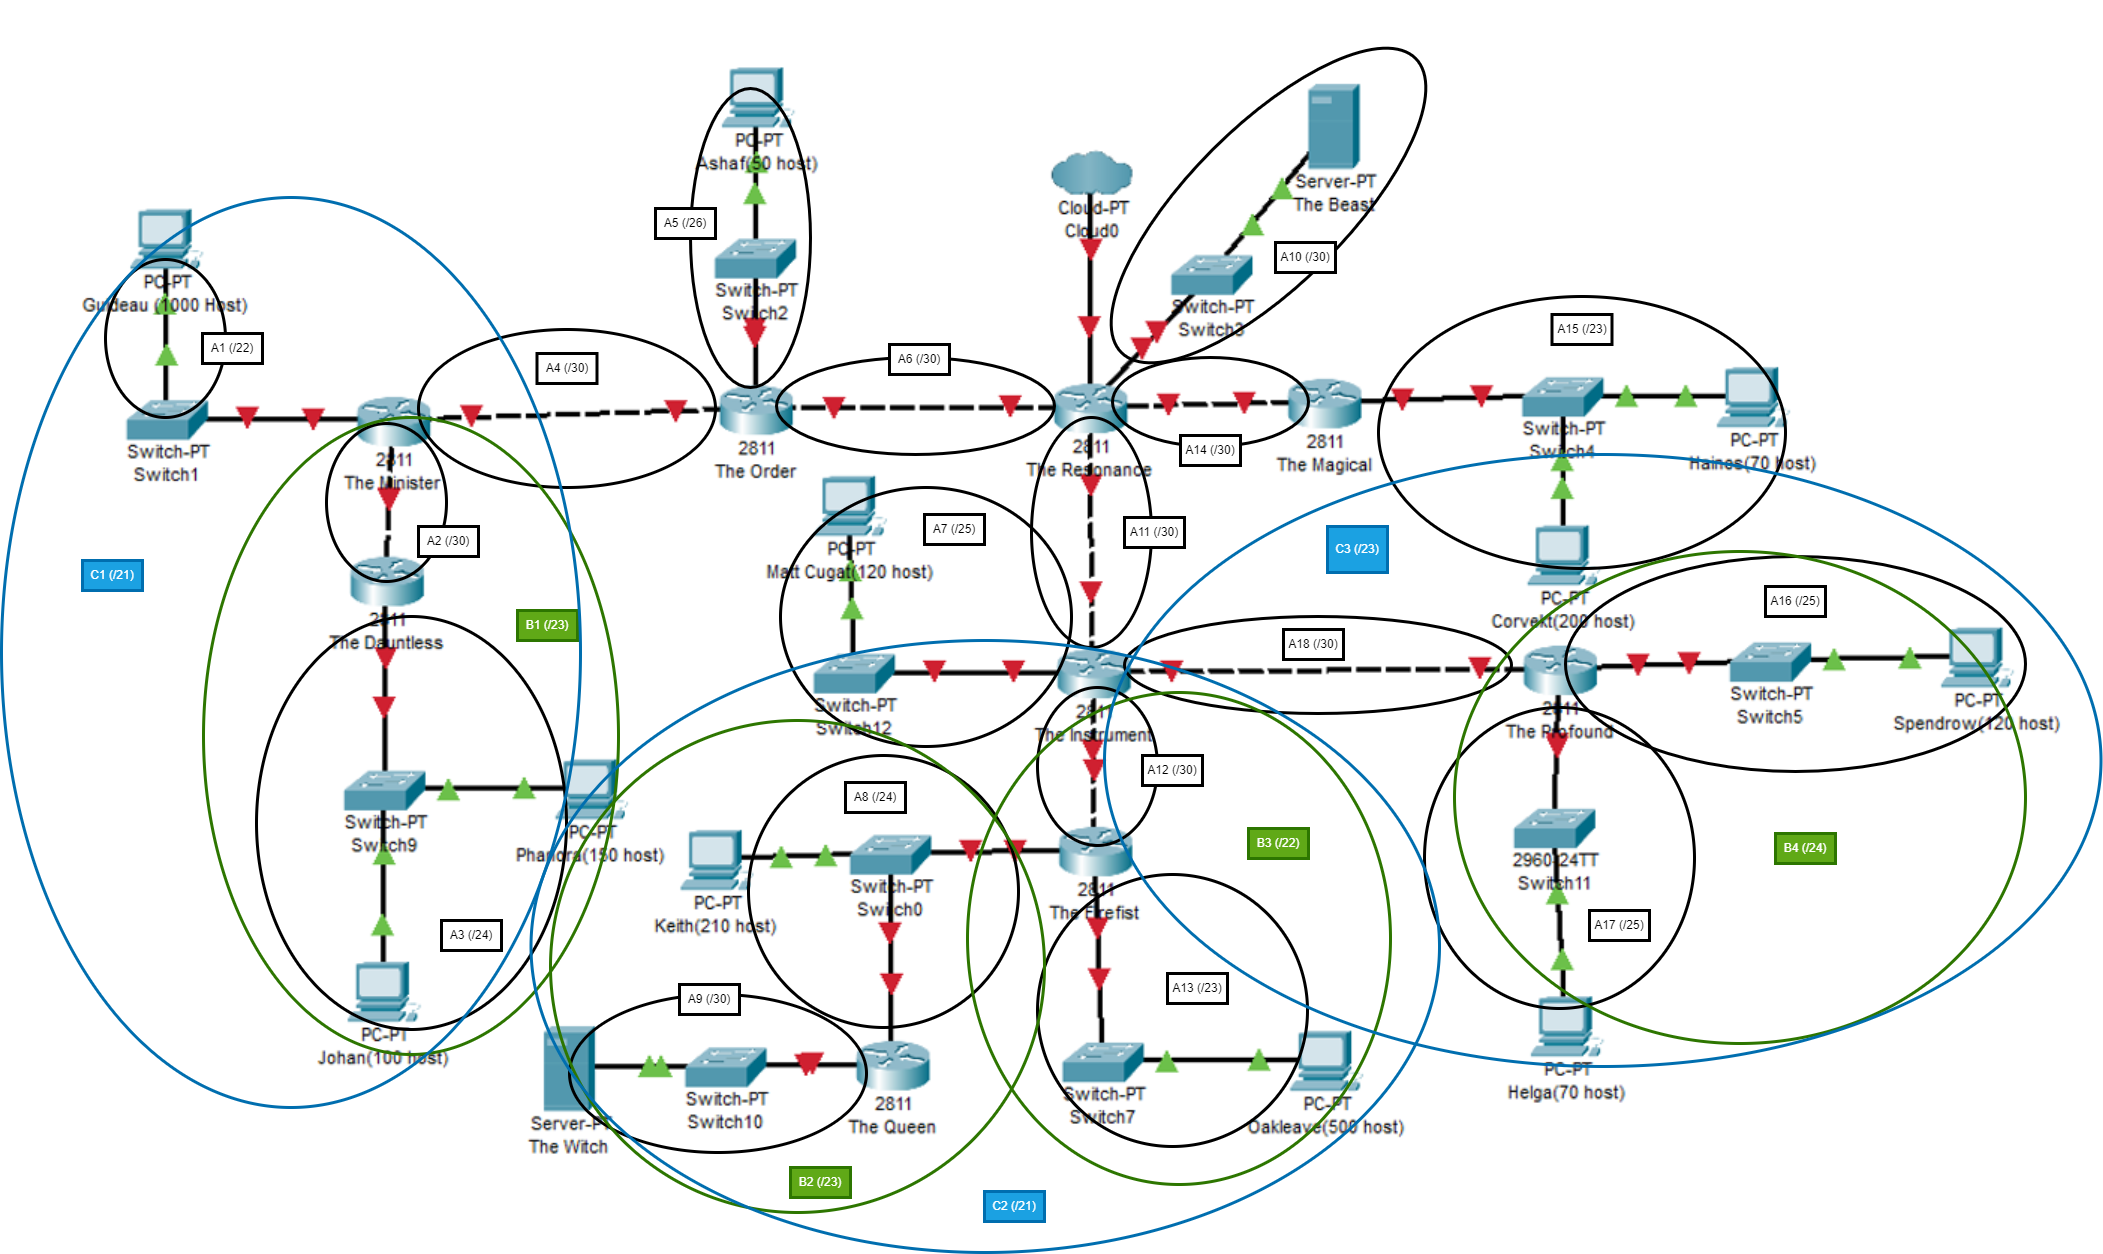 PC-PT
Ashaf(50 host)
A5 (/26)
Switch-PT
Switch2
Cloud-PT
Cloud0
Server-PT
The Beast
A10 (/30)
Switch-PT
Switch3
PC-PT
Gudeau (1000 Host)
A1 (/22)
Switch-PT
Switch1
A4 (/30)
A6 (/30)
A15 (/23)
2811
The Minister
2811
The Order
2811
The Resonance
A14 (/30)
2811
The Magical
Switch-PT
Switch4
PC-PT
Haines(70 host)
A2 (/30)
A7 (/25)
A11 (/30)
C3 (/23)
PC-PT
Matt Cugat(120 host)
C1 (/21)
PC-PT
Corvekt(200 host)
A16 (/25)
2811
The Dauntless
B1 (/23)
A18 (/30)
Switch-PT
Switch12
2811
The Instrument
2811
The Profound
Switch-PT
Switch5
PC-PT
Spendrow(120 host)
A12 (/30)
A8 (/24)
Switch-PT
Switch9
PC-PT
Phanora(150 host)
B3 (/22)
B4 (/24)
2960-24TT
Switch11
PC-PT
Keith(210 host)
Switch-PT
Switch0
2811
The Firefist
A3 (/24)
A17 (/25)
A9 (/30)
A13 (/23)
PC-PT
Johan(100 host)
Server-PT
The Witch
Switch-PT
Switch10
2811
The Queen
Switch-PT
Switch7
PC-PT
Oakleave(500 host)
PC-PT
Helga(70 host)
B2 (/23)
C2 (/21)